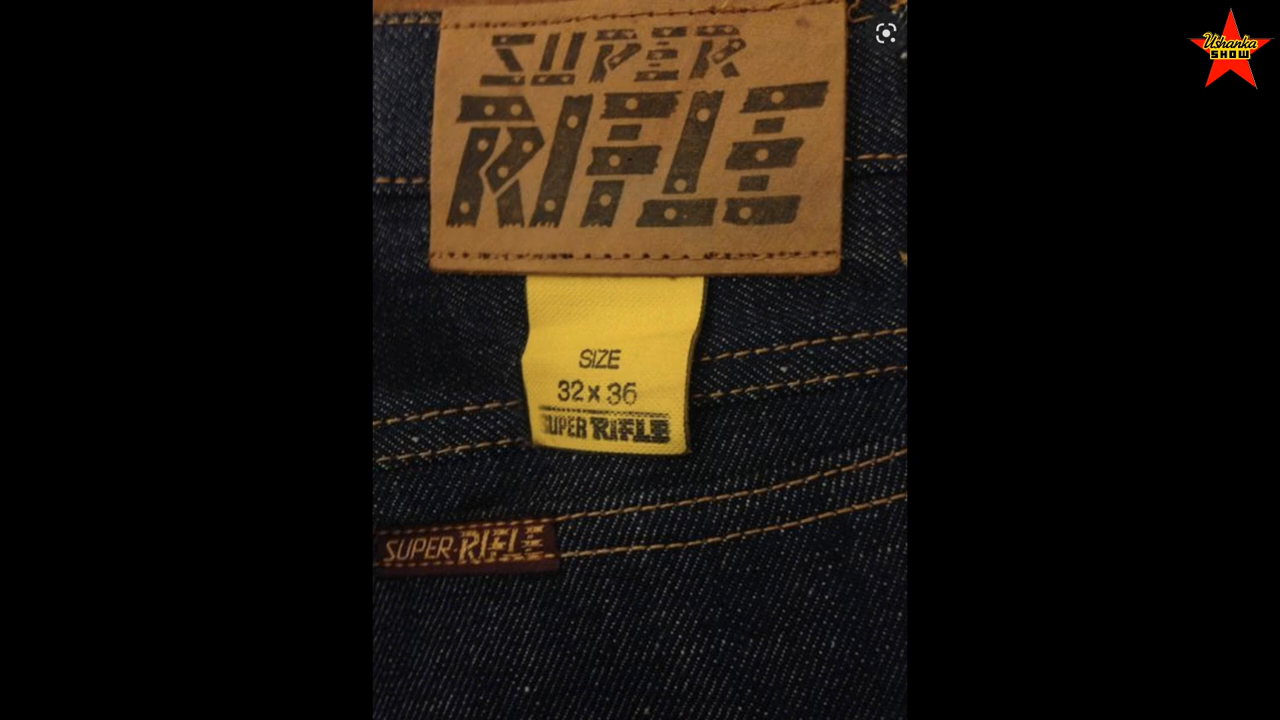 SUPER
RIFLE
SIZE
32 x 36
SUPER RIFLE
SUPER RIFLE
Ushanka
SHOW